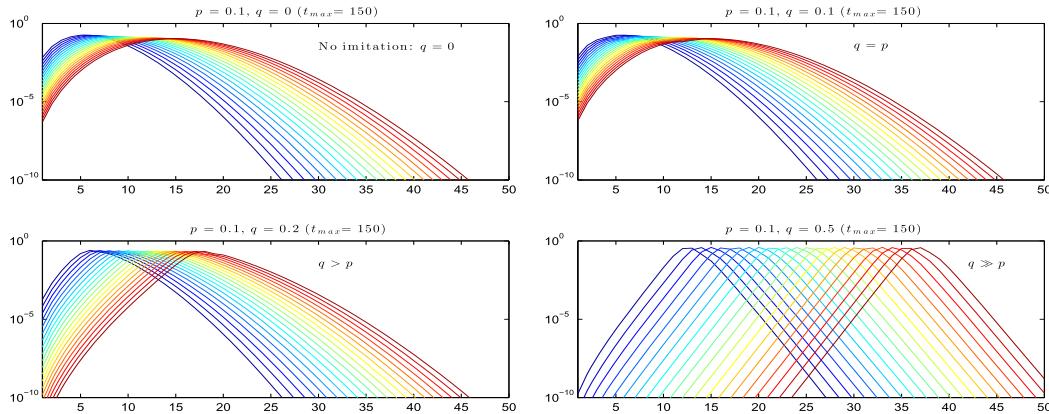 p = 0.1, q = 0 (t_max= 150)
10^0
No imitation: q = 0
10^−5
10^−10
5 10 15 20 25 30 35 40 45 50
p = 0.1, q = 0.1 (t_max= 150)
10^0
q = p
10^−5
10^−10
5 10 15 20 25 30 35 40 45 50
p = 0.1, q = 0.2 (t_max= 150)
10^0
q > p
10^−5
10^−10
5 10 15 20 25 30 35 40 45 50
p = 0.1, q = 0.5 (t_max= 150)
10^0
q ≫ p
10^−5
10^−10
5 10 15 20 25 30 35 40 45 50